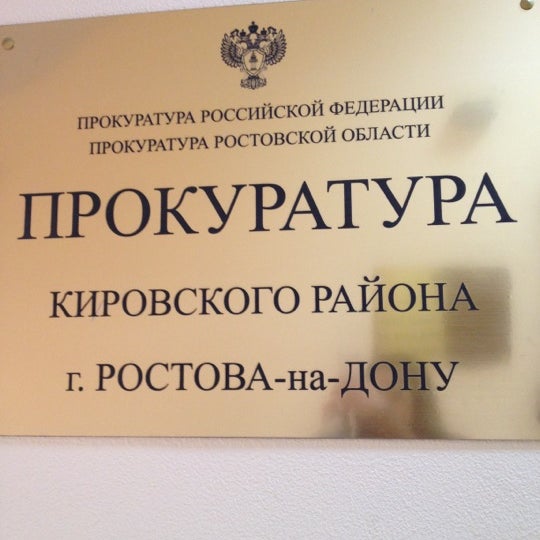 ПРОКУРАТУРА РОССИЙСКОЙ ФЕДЕРАЦИИ
ПРОКУРАТУРА РОСТОВСКОЙ ОБЛАСТИ
ПРОКУРАТУРА
КИРОВСКОГО РАЙОНА
г. РОСТОВА-на-ДОНУ